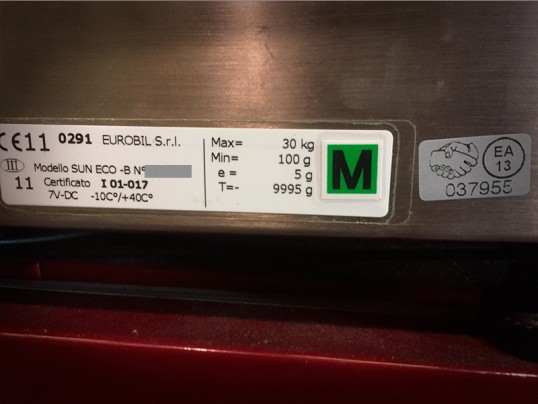 CE11 0291 EUROBIL S.r.l.
III Modello SUN ECO -B N°
11 Certificato I 01-017
7V-DC -10C°/+40C°
Max= 30 kg
Min= 100 g
e = 5 g
T=- 9995 g
M
EA
13
037955